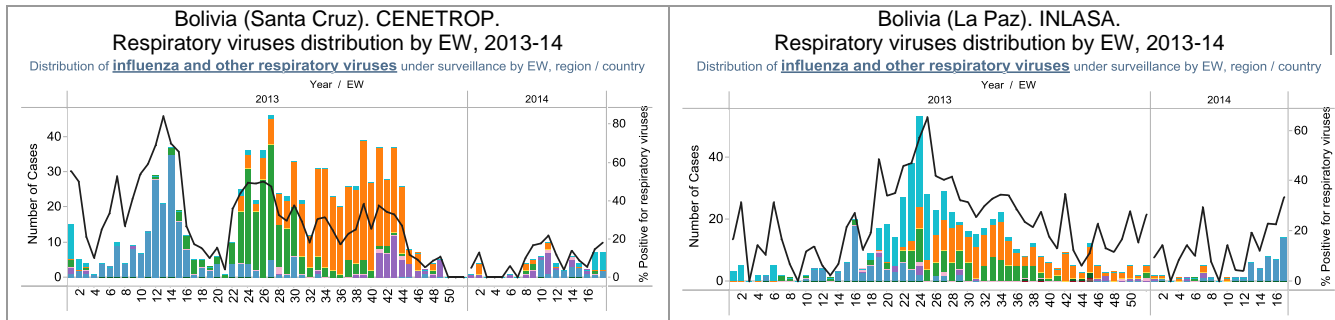 Bolivia (Santa Cruz). CENETROP.
Respiratory viruses distribution by EW, 2013-14
Distribution of influenza and other respiratory viruses under surveillance by EW, region / country
Year / EW
2013 2014
Number of Cases
40
30
20
10
0
80
60
40
20
0
% Positive for respiratory viruses
2 4 6 8 10 12 14 16 18 20 22 24 26 28 30 32 34 36 38 40 42 44 46 48 50 2 4 6 8 10 12 14 16
Bolivia (La Paz). INLASA.
Respiratory viruses distribution by EW, 2013-14
Distribution of influenza and other respiratory viruses under surveillance by EW, region / country
Year / EW
2013 2014
Number of Cases
40
20
0
60
40
20
0
% Positive for respiratory viruses
2 4 6 8 10 12 14 16 18 20 22 24 26 28 30 32 34 36 38 40 42 44 46 48 50 2 4 6 8 10 12 14 16